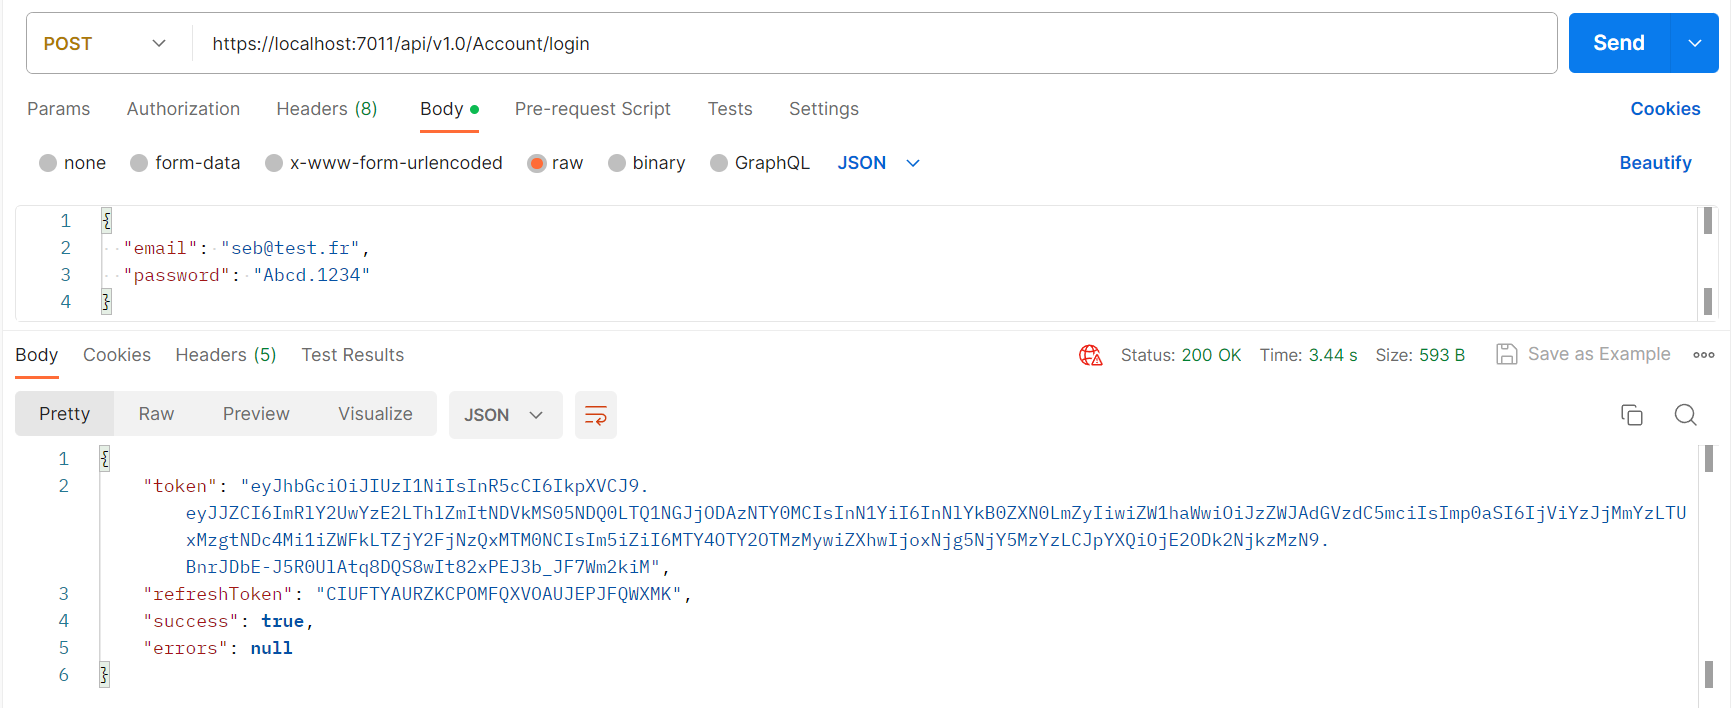 POST https://localhost:7011/api/v1.0/Account/login Send
Params Authorization Headers (8) Body Pre-request Script Tests Settings Cookies
none form-data x-www-form-urlencoded raw binary GraphQL JSON Beautify
1 {
2 "email": "seb@test.fr",
3 "password": "Abcd.1234"
4 }
Body Cookies Headers (5) Test Results Status: 200 OK Time: 3.44 s Size: 593 B Save as Example
Pretty Raw Preview Visualize JSON
1 {
2 "token": "eyJhbGciOiJIUzI1NiIsInR5cCI6IkpXVCJ9.
eyJJZCI6ImRlY2UwYzE2LThlZmItNDVkMS05NDQ0LTQ1NGJjODAzNTY0MCIsInN1YiI6InNlYkB0ZXN0LmZyIiwiZW1haWwiOiJzZWJAdGVzdC5mciIsImp0aSI6IjViYzJjMmYzLTU
xMzgtNDc4Mi1iZWFkLTZjY2FjNzQxMTM0NCIsIm5iZiI6MTY4OTY2OTMzMywiZXhwIjoxNjg5NjY5MzYzLCJpYXQiOjE2ODk2NjkzMzN9.
BnrJDbE-J5R0UlAtq8DQS8wIt82xPEJ3b_JF7Wm2kiM",
3 "refreshToken": "CIUFTYAURZKCPOMFQXVOAUJEPJFQWXMK",
4 "success": true,
5 "errors": null
6 }